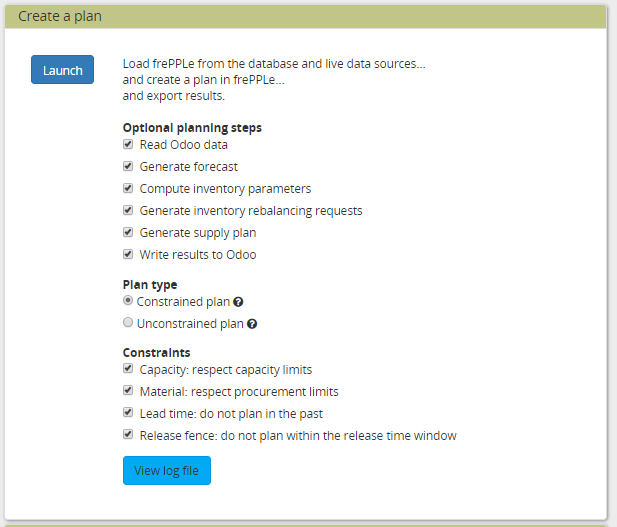 Create a plan
Launch
Load frePPLe from the database and live data sources...
and create a plan in frePPLe...
and export results.
Optional planning steps
Read Odoo data
Generate forecast
Compute inventory parameters
Generate inventory rebalancing requests
Generate supply plan
Write results to Odoo
Plan type
Constrained plan ?
Unconstrained plan ?
Constraints
Capacity: respect capacity limits
Material: respect procurement limits
Lead time: do not plan in the past
Release fence: do not plan within the release time window
View log file